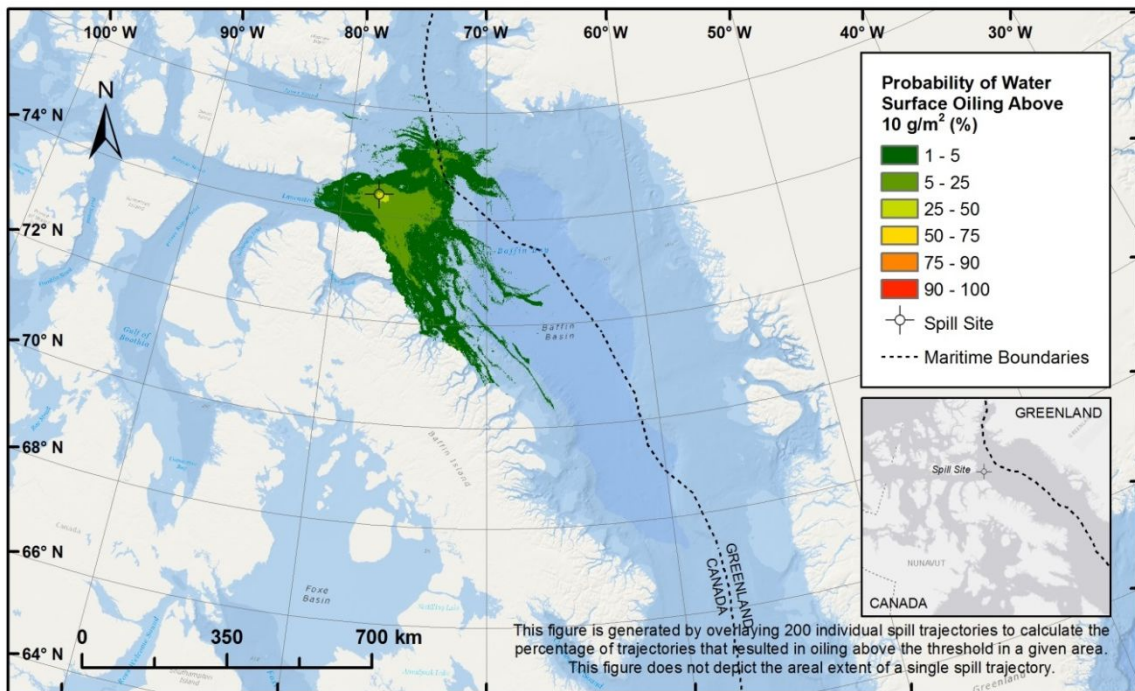 100° W 90° W 80° W 70° W 60° W 50° W 40° W 30° W
N
74° N
72° N
70° N
68° N
66° N
64° N
Probability of Water
Surface Oiling Above
10 g/m² (%)
1 - 5
5 - 25
25 - 50
50 - 75
75 - 90
90 - 100
Spill Site
Maritime Boundaries
Baffin Bay
Baffin
Basin
Gulf of
Boothia
Baffin Island
Canada
Foxe
Basin
GREENLAND
CANADA
0 350 700 km
GREENLAND
Spill Site
NUNAVUT
CANADA
This figure is generated by overlaying 200 individual spill trajectories to calculate the
percentage of trajectories that resulted in oiling above the threshold in a given area.
This figure does not depict the areal extent of a single spill trajectory.
Greenland